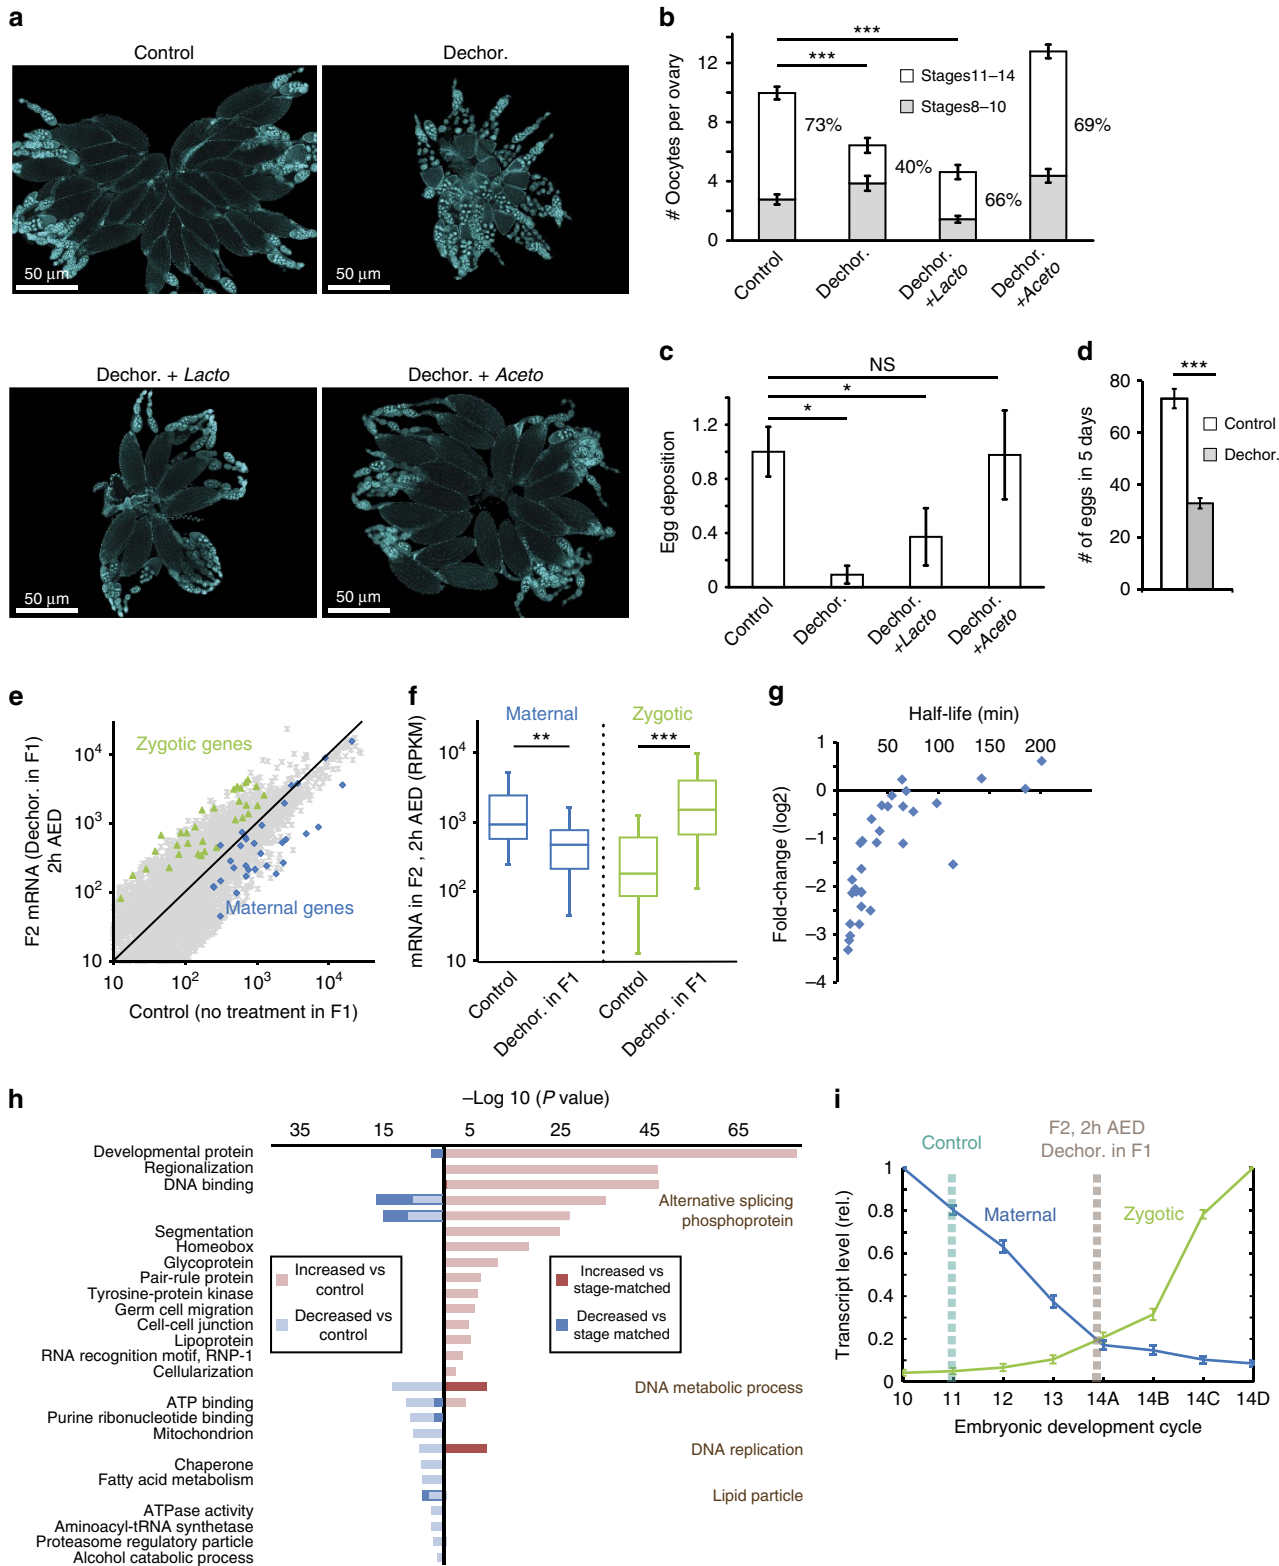 a
Control
Dechor.
50 µm
50 µm
Dechor. + Lacto
Dechor. + Aceto
50 µm
50 µm
b
# Oocytes per ovary
12
8
4
0
***
***
Stages11–14
Stages8–10
73%
40%
66%
69%
Control
Dechor.
Dechor.
+Lacto
Dechor.
+Aceto
c
Egg deposition
1.2
0.8
0.4
0
NS
*
*
Control
Dechor.
Dechor.
+Lacto
Dechor.
+Aceto
d
# of eggs in 5 days
80
60
40
20
0
***
Control
Dechor.
e
F2 mRNA (Dechor. in F1)
2h AED
10⁴
10³
10²
10
Zygotic genes
Maternal genes
10
10²
10³
10⁴
Control (no treatment in F1)
f
mRNA in F2 , 2h AED (RPKM)
10⁴
10³
10²
10
Maternal
Zygotic
**
***
Control
Dechor. in F1
Control
Dechor. in F1
g
Half-life (min)
50
100
150
200
Fold-change (log2)
1
0
–1
–2
–3
–4
h
–Log 10 (P value)
35
15
5
25
45
65
Developmental protein
Regionalization
DNA binding
Alternative splicing
phosphoprotein
Segmentation
Homeobox
Glycoprotein
Pair-rule protein
Tyrosine-protein kinase
Germ cell migration
Cell-cell junction
Lipoprotein
RNA recognition motif, RNP-1
Cellularization
DNA metabolic process
ATP binding
Purine ribonucleotide binding
Mitochondrion
DNA replication
Chaperone
Fatty acid metabolism
Lipid particle
ATPase activity
Aminoacyl-tRNA synthetase
Proteasome regulatory particle
Alcohol catabolic process
Increased vs
control
Decreased vs
control
Increased vs
stage-matched
Decreased vs
stage matched
i
F2, 2h AED
Dechor. in F1
Control
Maternal
Zygotic
Transcript level (rel.)
1
0.8
0.6
0.4
0.2
0
10
11
12
13
14A
14B
14C
14D
Embryonic development cycle